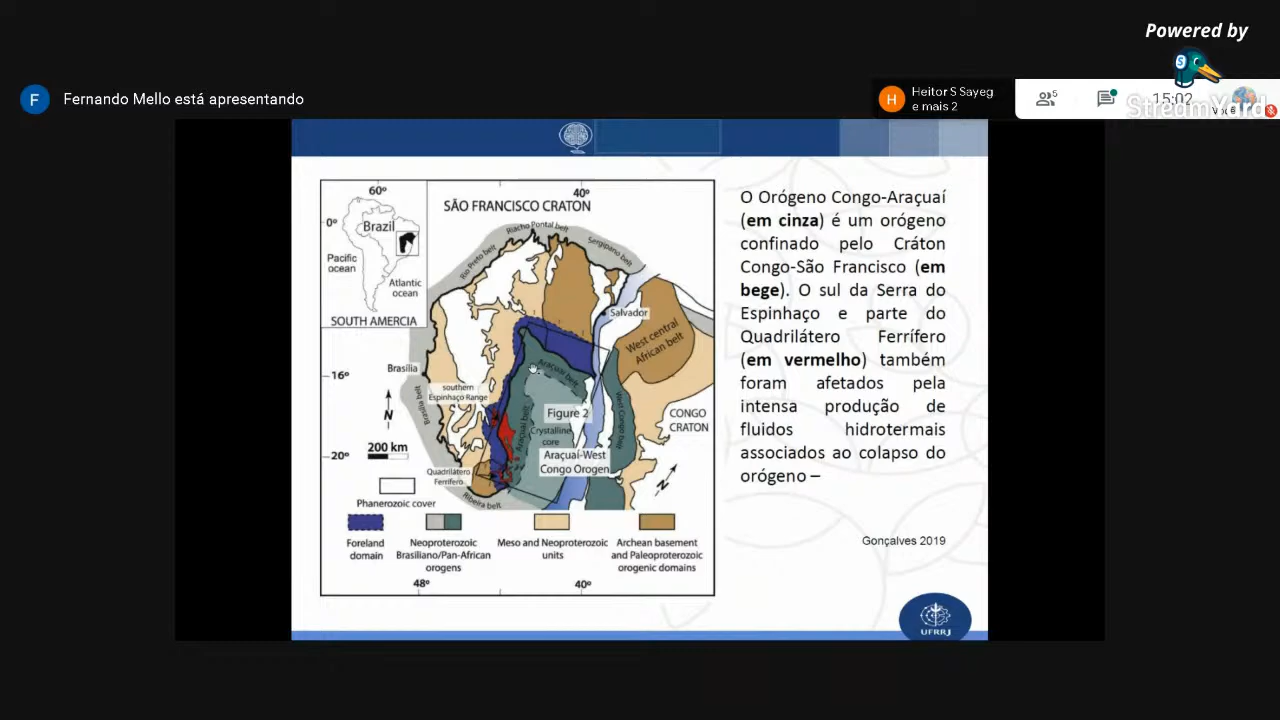 Powered by
StreamYard
F
Fernando Mello está apresentando
H
Heitor S Sayeg
e mais 2
5
15:02
60º
40º
SÃO FRANCISCO CRATON
0º
Brazil
Pacific
ocean
Atlantic
ocean
SOUTH AMERCIA
Riacho Pontal belt
Rio Preto belt
Sergipano belt
Salvador
West central
African belt
16º
Brasília
Brasília belt
southern
Espinhaço Range
Araçuaí belt
Araçuaí belt
Figure 2
Crystalline
core
West Congo belt
CONGO
CRATON
N
200 km
20º
Araçuaí-West
Congo Orogen
Quadrilátero
Ferrífero
Ribeira belt
N
Phanerozoic cover
Foreland
domain
Neoproterozoic
Brasiliano/Pan-African
orogens
Meso and Neoproterozoic
units
Archean basement
and Paleoproterozoic
orogenic domains
48º
40º
O Orógeno Congo-Araçuaí
(em cinza) é um orógeno
confinado pelo Cráton
Congo-São Francisco (em
bege). O sul da Serra do
Espinhaço e parte do
Quadrilátero Ferrífero
(em vermelho) também
foram afetados pela
intensa produção de
fluidos hidrotermais
associados ao colapso do
orógeno –
Gonçalves 2019
UFRRJ